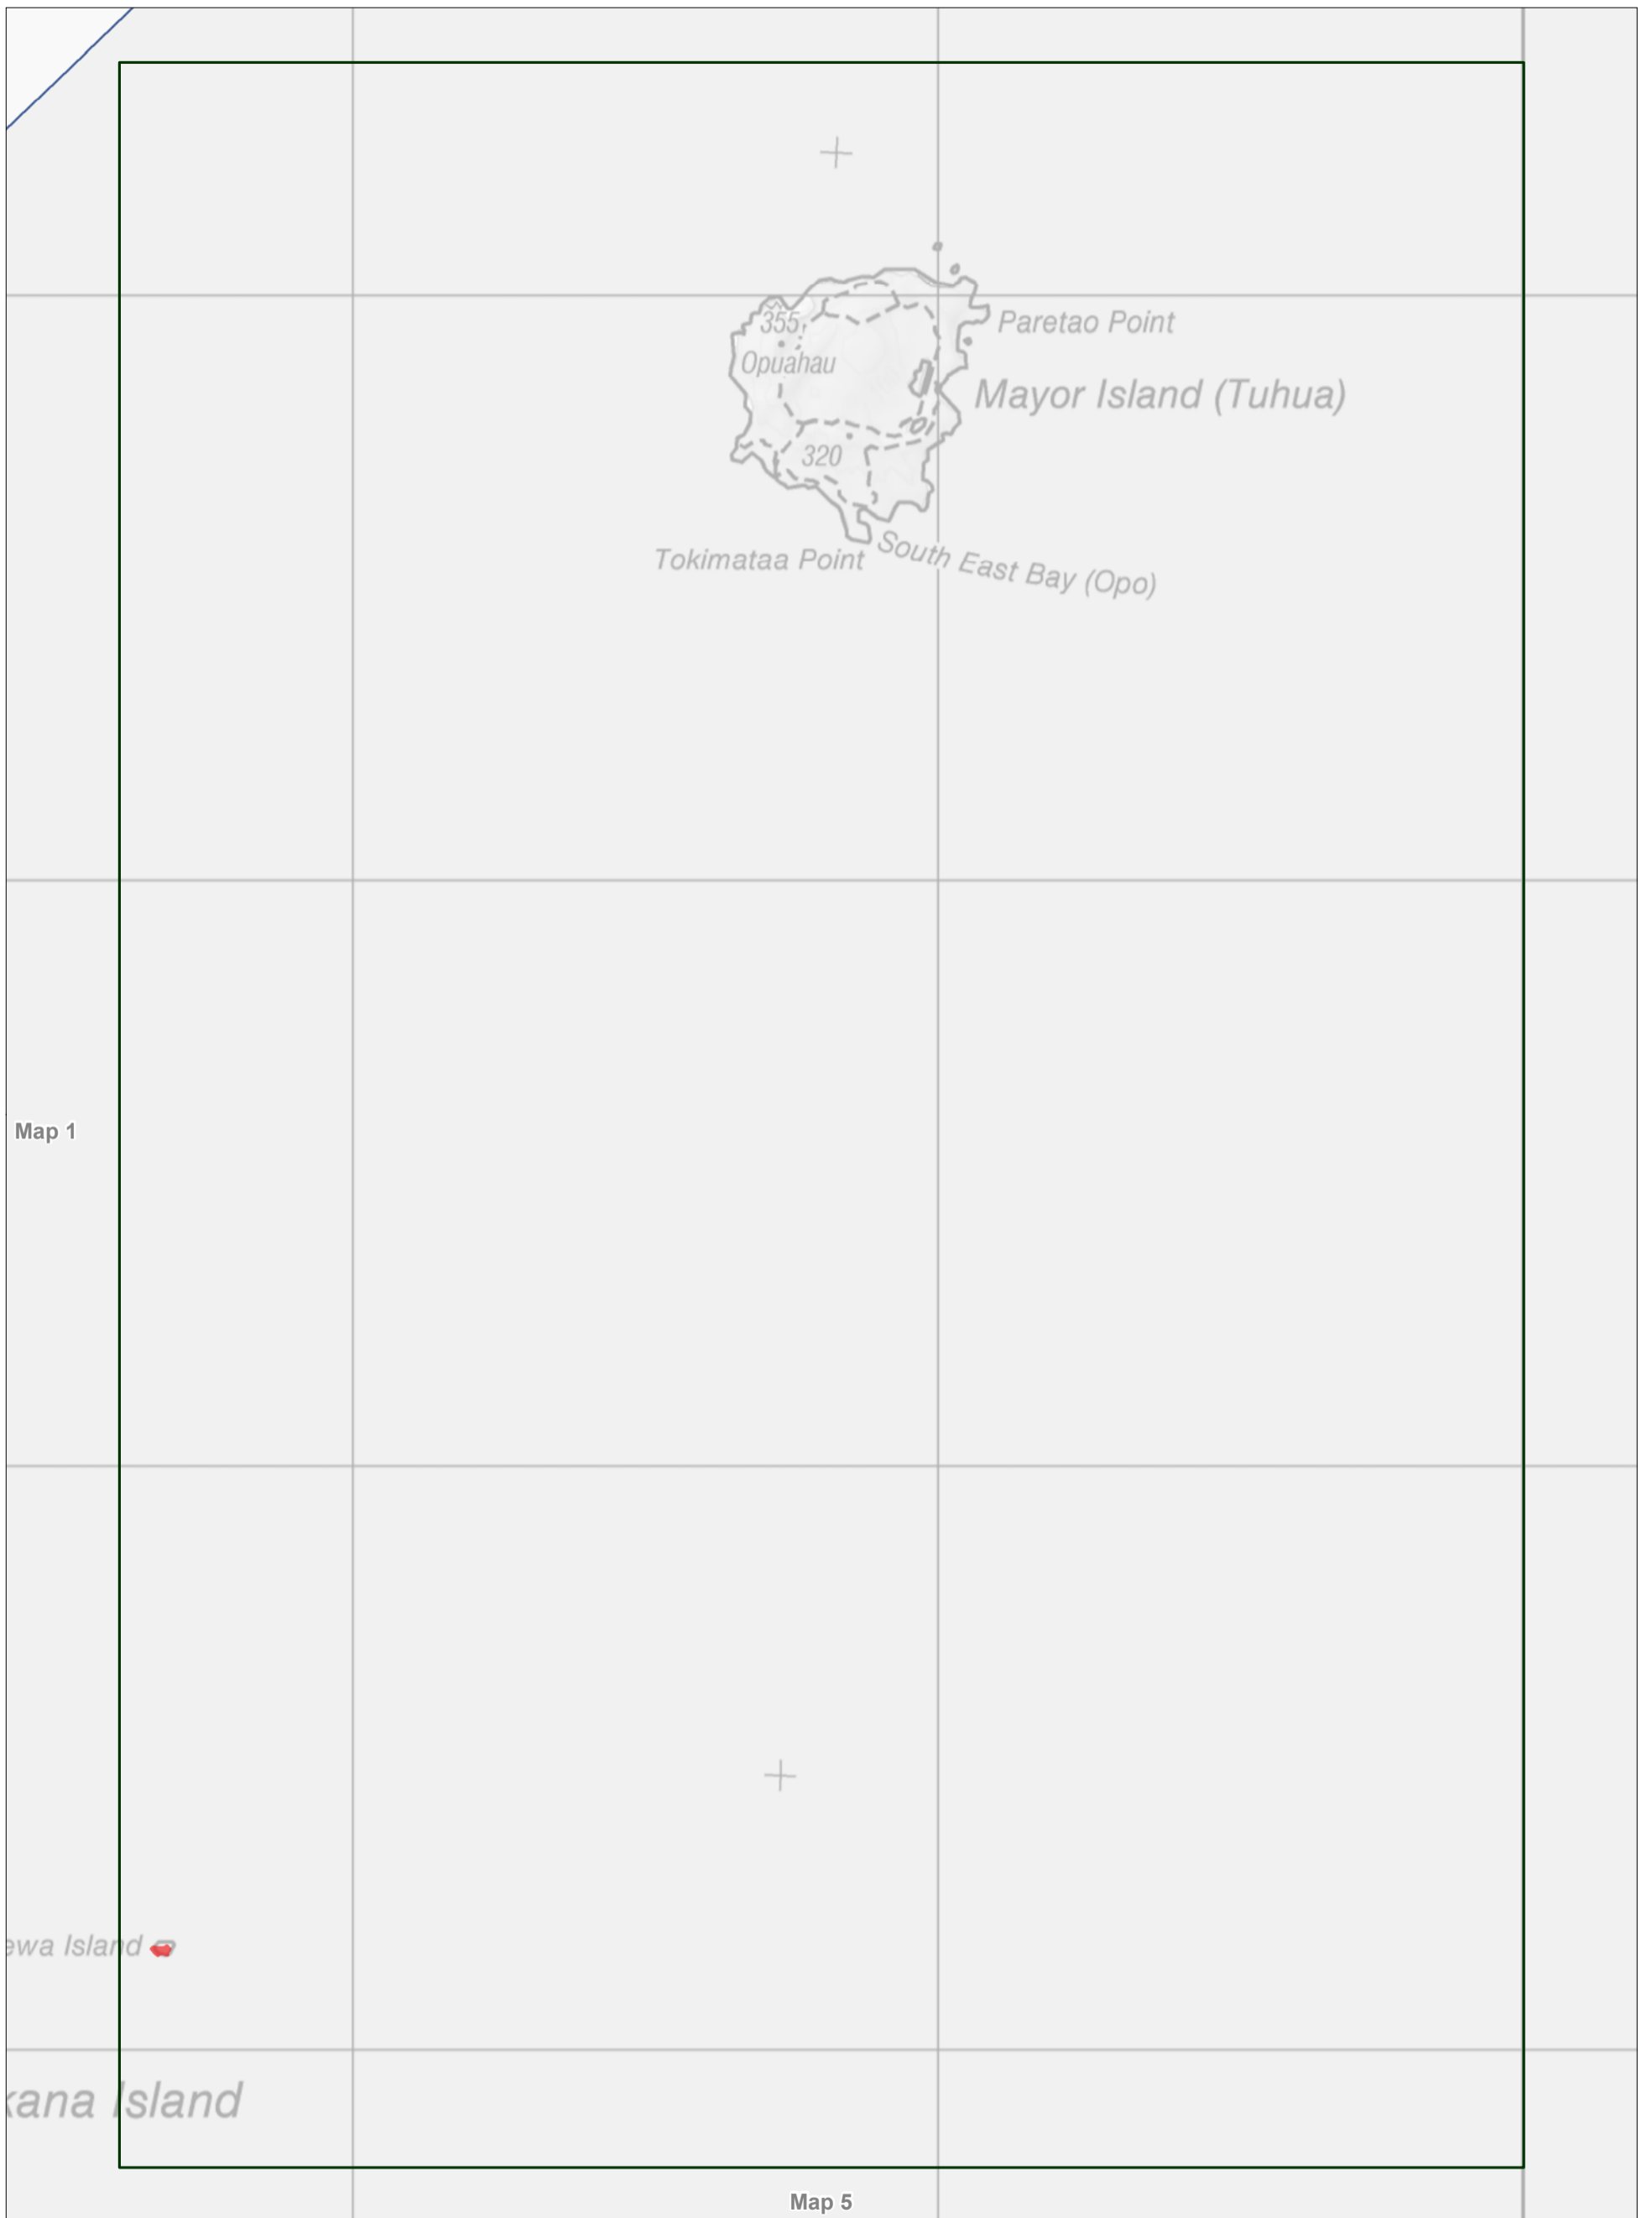 355
Paretao Point
Opuahau
Mayor Island (Tuhua)
320
South East Bay (Opo)
Tokimataa Point
Map 1
ewa Island
kana Island
Map 5